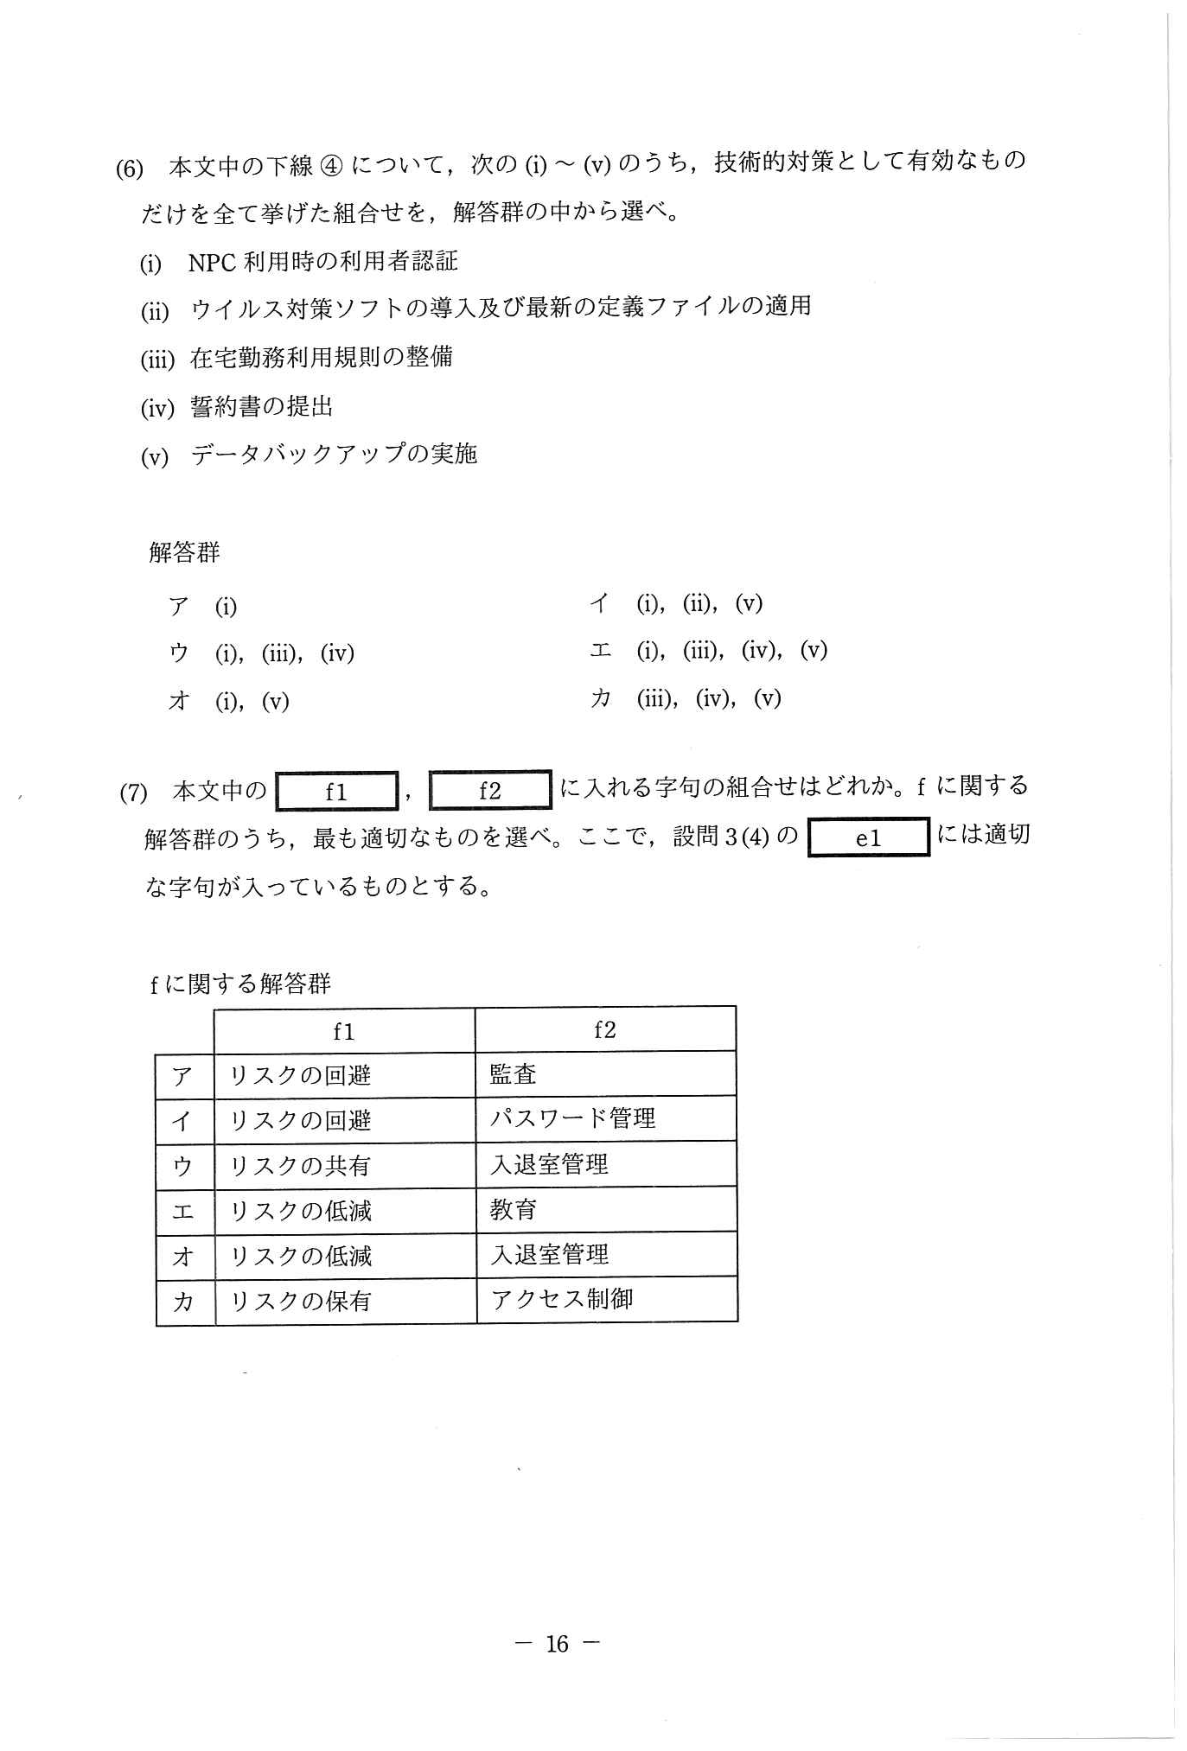 (6) 本文中の下線④について，次の(i)～(v)のうち，技術的対策として有効なもの
だけを全て挙げた組合せを，解答群の中から選べ。
(i) NPC利用時の利用者認証
(ii) ウイルス対策ソフトの導入及び最新の定義ファイルの適用
(iii) 在宅勤務利用規則の整備
(iv) 誓約書の提出
(v) データバックアップの実施
解答群
ア (i) イ (i)，(ii)，(v)
ウ (i)，(iii)，(iv) エ (i)，(iii)，(iv)，(v)
オ (i)，(v) カ (iii)，(iv)，(v)
(7) 本文中の f1 ， f2 に入れる字句の組合せはどれか。fに関する
解答群のうち，最も適切なものを選べ。ここで，設問3(4)の e1 には適切
な字句が入っているものとする。
fに関する解答群
f1 f2
ア リスクの回避 監査
イ リスクの回避 パスワード管理
ウ リスクの共有 入退室管理
エ リスクの低減 教育
オ リスクの低減 入退室管理
カ リスクの保有 アクセス制御
－ 16 －